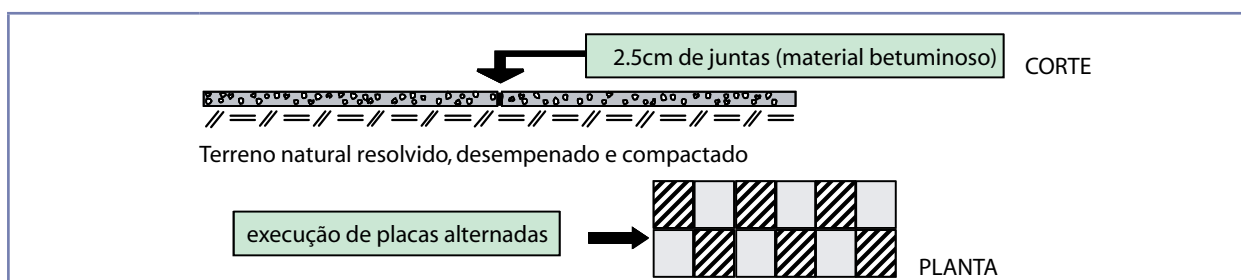 2.5cm de juntas (material betuminoso)
CORTE
Terreno natural resolvido, desempenado e compactado
execução de placas alternadas
PLANTA